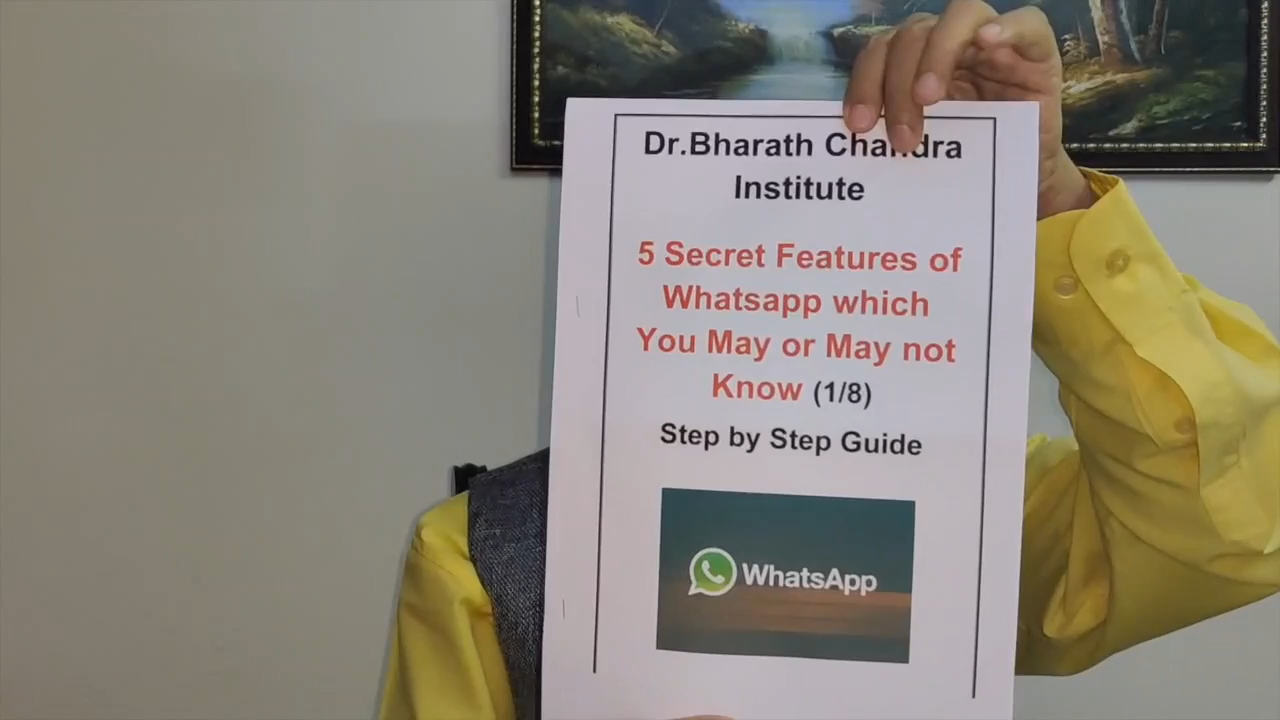 Dr.Bharath Chandra
Institute
5 Secret Features of
Whatsapp which
You May or May not
Know (1/8)
Step by Step Guide
WhatsApp